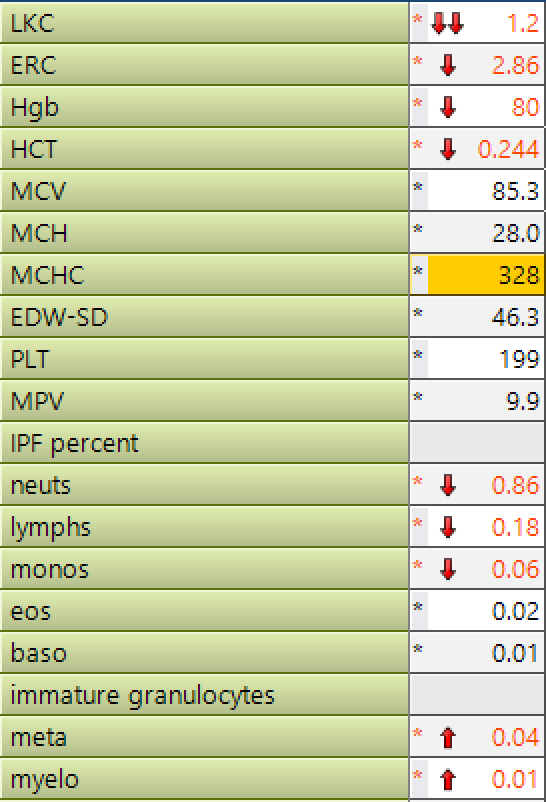 LKC * 1.2
ERC * 2.86
Hgb * 80
HCT * 0.244
MCV * 85.3
MCH * 28.0
MCHC * 328
EDW-SD * 46.3
PLT * 199
MPV * 9.9
IPF percent
neuts * 0.86
lymphs * 0.18
monos * 0.06
eos * 0.02
baso * 0.01
immature granulocytes
meta * 0.04
myelo * 0.01